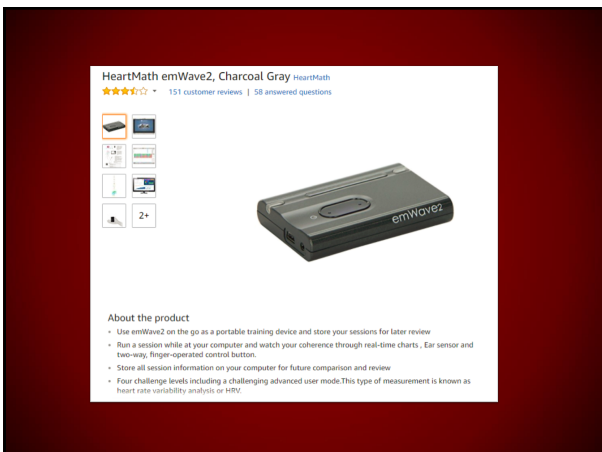 HeartMath emWave2, Charcoal Gray HeartMath
151 customer reviews | 58 answered questions
2+
emWave2
About the product
Use emWave2 on the go as a portable training device and store your sessions for later review
Run a session while at your computer and watch your coherence through real-time charts , Ear sensor and
two-way, finger-operated control button.
Store all session information on your computer for future comparison and review
Four challenge levels including a challenging advanced user mode.This type of measurement is known as
heart rate variability analysis or HRV.